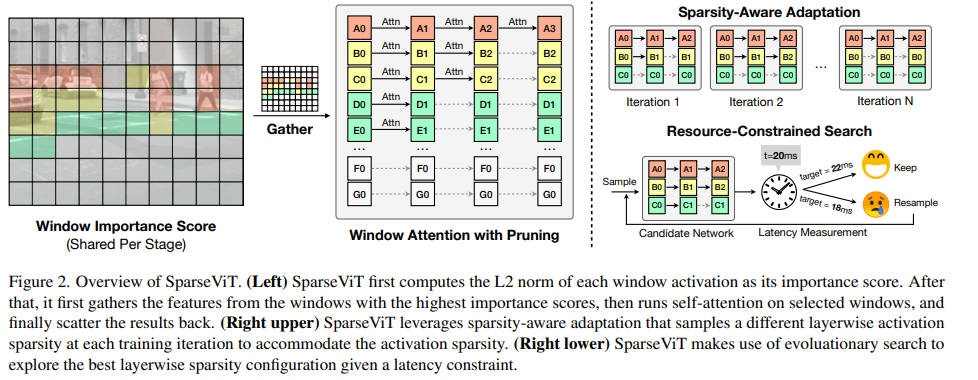 Window Importance Score
(Shared Per Stage)
Gather
A0 Attn A1 Attn A2 Attn A3
B0 Attn B1 Attn B2 B2
C0 Attn C1 Attn C2 C2
D0 Attn D1 D1 D1
E0 Attn E1 E1 E1
... ... ... ...
F0 F0 F0 F0
G0 G0 G0 G0
Window Attention with Pruning
Sparsity-Aware Adaptation
A0 A1 A2 A0 A1 A2 A0 A1 A2
B0 B1 B1 B0 B1 B2 ... B0 B0 B0
C0 C0 C0 C0 C0 C0 C0 C0 C0
Iteration 1 Iteration 2 Iteration N
Resource-Constrained Search
Sample
A0 A1 A2
B0 B1 B2
C0 C1 C1
Candidate Network
t=20ms
Latency Measurement
target = 22ms
Keep
target = 18ms
Resample
Figure 2. Overview of SparseViT. (Left) SparseViT first computes the L2 norm of each window activation as its importance score. After
that, it first gathers the features from the windows with the highest importance scores, then runs self-attention on selected windows, and
finally scatter the results back. (Right upper) SparseViT leverages sparsity-aware adaptation that samples a different layerwise activation
sparsity at each training iteration to accommodate the activation sparsity. (Right lower) SparseViT makes use of evoluationary search to
explore the best layerwise sparsity configuration given a latency constraint.